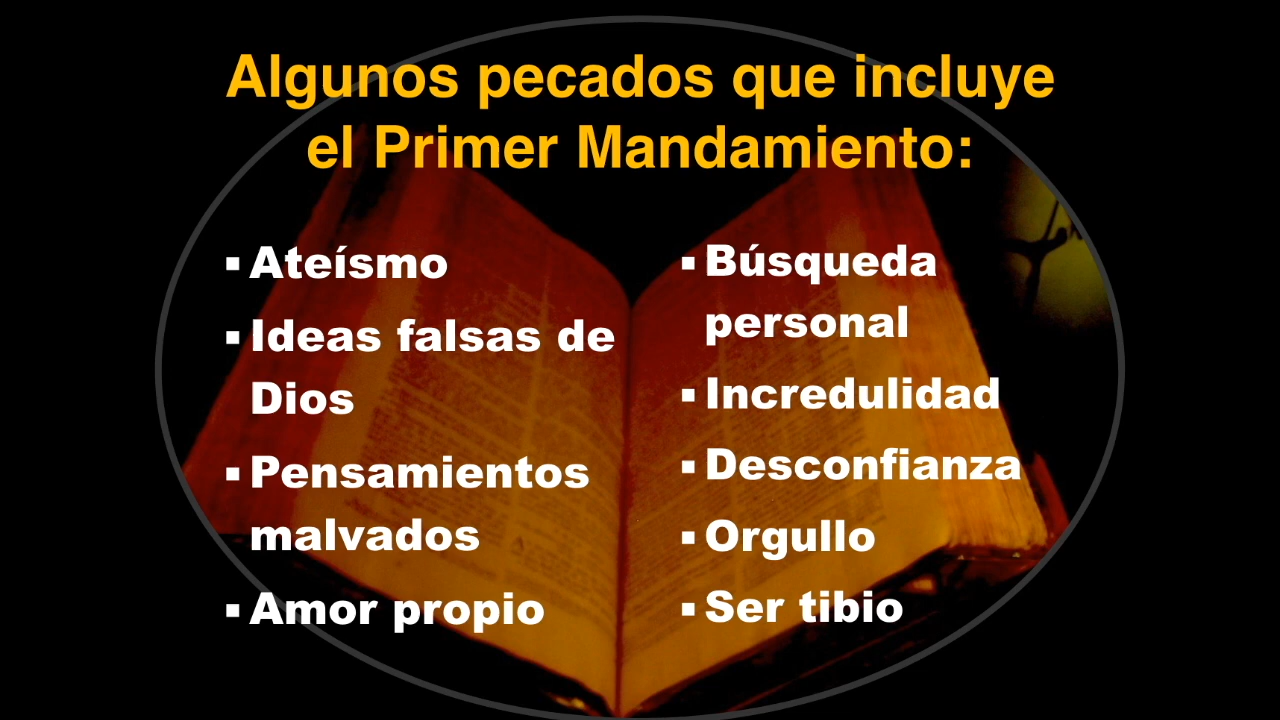 Algunos pecados que incluye
el Primer Mandamiento:
▪ Ateísmo
▪ Ideas falsas de
Dios
▪ Pensamientos
malvados
▪ Amor propio
▪ Búsqueda
personal
▪ Incredulidad
▪ Desconfianza
▪ Orgullo
▪ Ser tibio